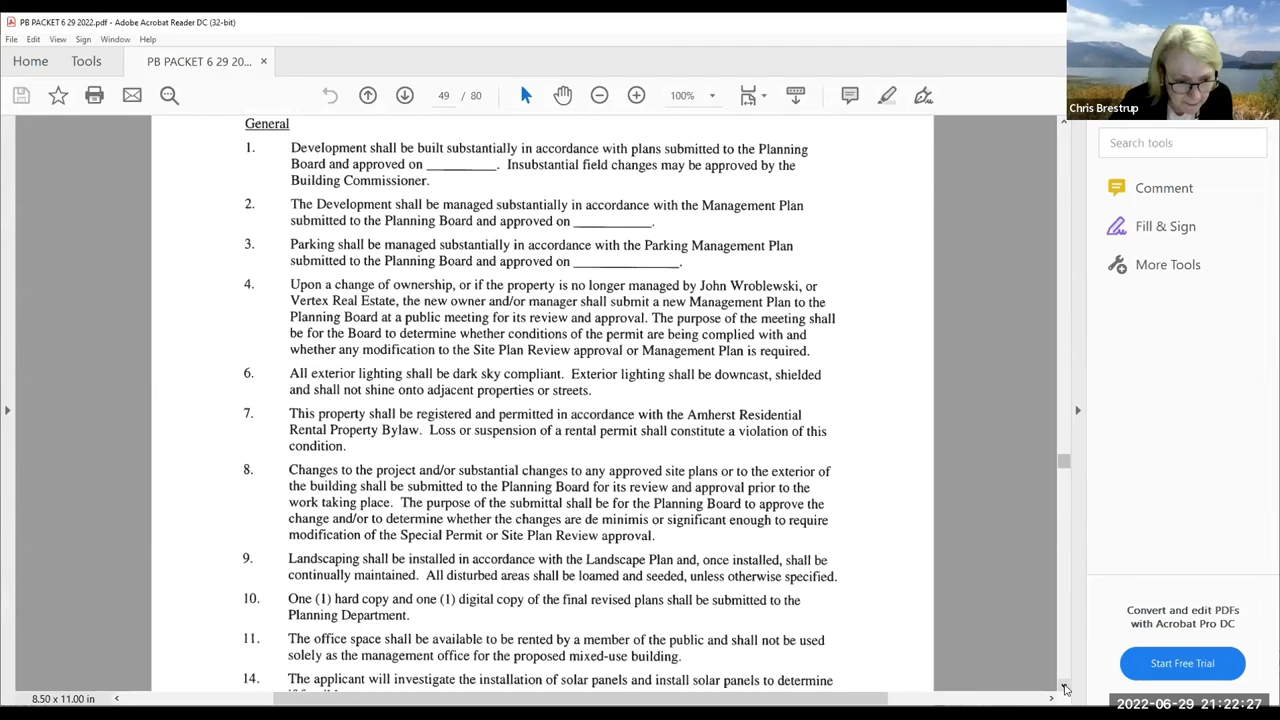 PB PACKET 6 29 2022.pdf - Adobe Acrobat Reader DC (32-bit)
File Edit View Sign Window Help
Home Tools PB PACKET 6 29 20... ×
49 / 80 100%
Chris Brestrup
Search tools
Comment
Fill & Sign
More Tools
General
1. Development shall be built substantially in accordance with plans submitted to the Planning
Board and approved on __________. Insubstantial field changes may be approved by the
Building Commissioner.
2. The Development shall be managed substantially in accordance with the Management Plan
submitted to the Planning Board and approved on ___________.
3. Parking shall be managed substantially in accordance with the Parking Management Plan
submitted to the Planning Board and approved on _______________.
4. Upon a change of ownership, or if the property is no longer managed by John Wroblewski, or
Vertex Real Estate, the new owner and/or manager shall submit a new Management Plan to the
Planning Board at a public meeting for its review and approval. The purpose of the meeting shall
be for the Board to determine whether conditions of the permit are being complied with and
whether any modification to the Site Plan Review approval or Management Plan is required.
6. All exterior lighting shall be dark sky compliant. Exterior lighting shall be downcast, shielded
and shall not shine onto adjacent properties or streets.
7. This property shall be registered and permitted in accordance with the Amherst Residential
Rental Property Bylaw. Loss or suspension of a rental permit shall constitute a violation of this
condition.
8. Changes to the project and/or substantial changes to any approved site plans or to the exterior of
the building shall be submitted to the Planning Board for its review and approval prior to the
work taking place. The purpose of the submittal shall be for the Planning Board to approve the
change and/or to determine whether the changes are de minimis or significant enough to require
modification of the Special Permit or Site Plan Review approval.
9. Landscaping shall be installed in accordance with the Landscape Plan and, once installed, shall be
continually maintained. All disturbed areas shall be loamed and seeded, unless otherwise specified.
10. One (1) hard copy and one (1) digital copy of the final revised plans shall be submitted to the
Planning Department.
11. The office space shall be available to be rented by a member of the public and shall not be used
solely as the management office for the proposed mixed-use building.
14. The applicant will investigate the installation of solar panels and install solar panels to determine
Convert and edit PDFs
with Acrobat Pro DC
Start Free Trial
8.50 x 11.00 in
2022-06-29 21:22:27